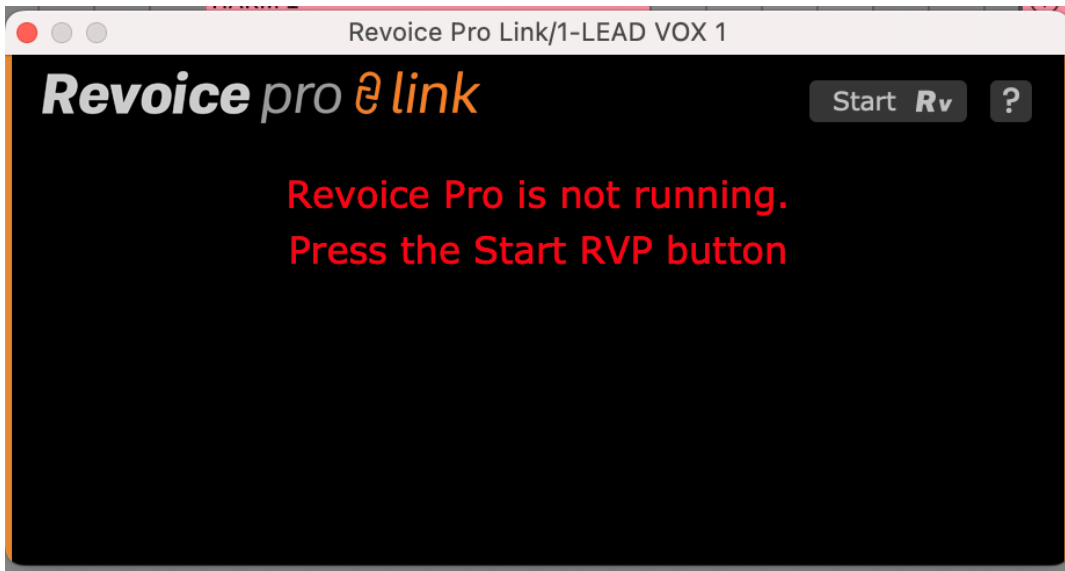 Revoice Pro Link/1-LEAD VOX 1
Revoice pro link
Start Rv ?
Revoice Pro is not running.
Press the Start RVP button